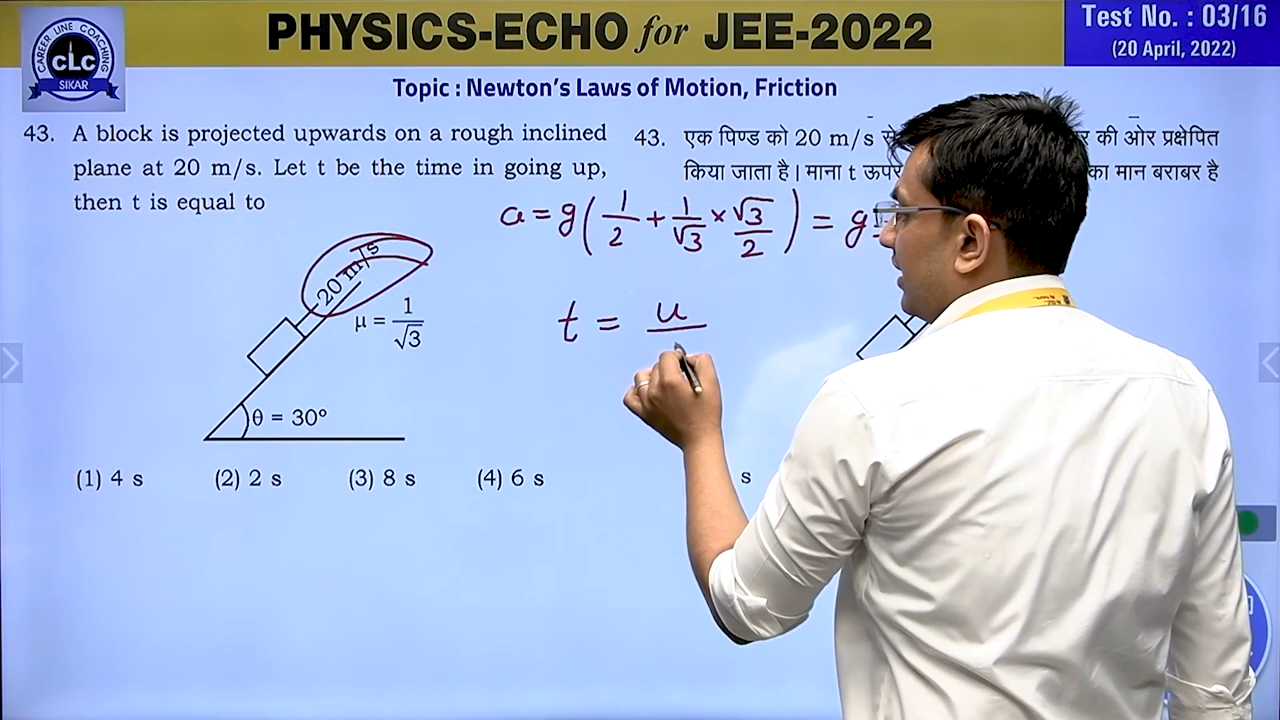 PHYSICS-ECHO for JEE-2022
Test No. : 03/16
(20 April, 2022)
CAREER LINE COACHING
CLC
SIKAR
Topic : Newton's Laws of Motion, Friction
43. A block is projected upwards on a rough inclined
plane at 20 m/s. Let t be the time in going up,
then t is equal to
20 m/s
μ = 1/√3
θ = 30°
(1) 4 s (2) 2 s (3) 8 s (4) 6 s
43. एक पिण्ड को 20 m/s की ओर प्रक्षेपित
किया जाता है। माना t का मान बराबर है
a = g(1/2 + 1/√3 × √3/2) = g
t = u
s